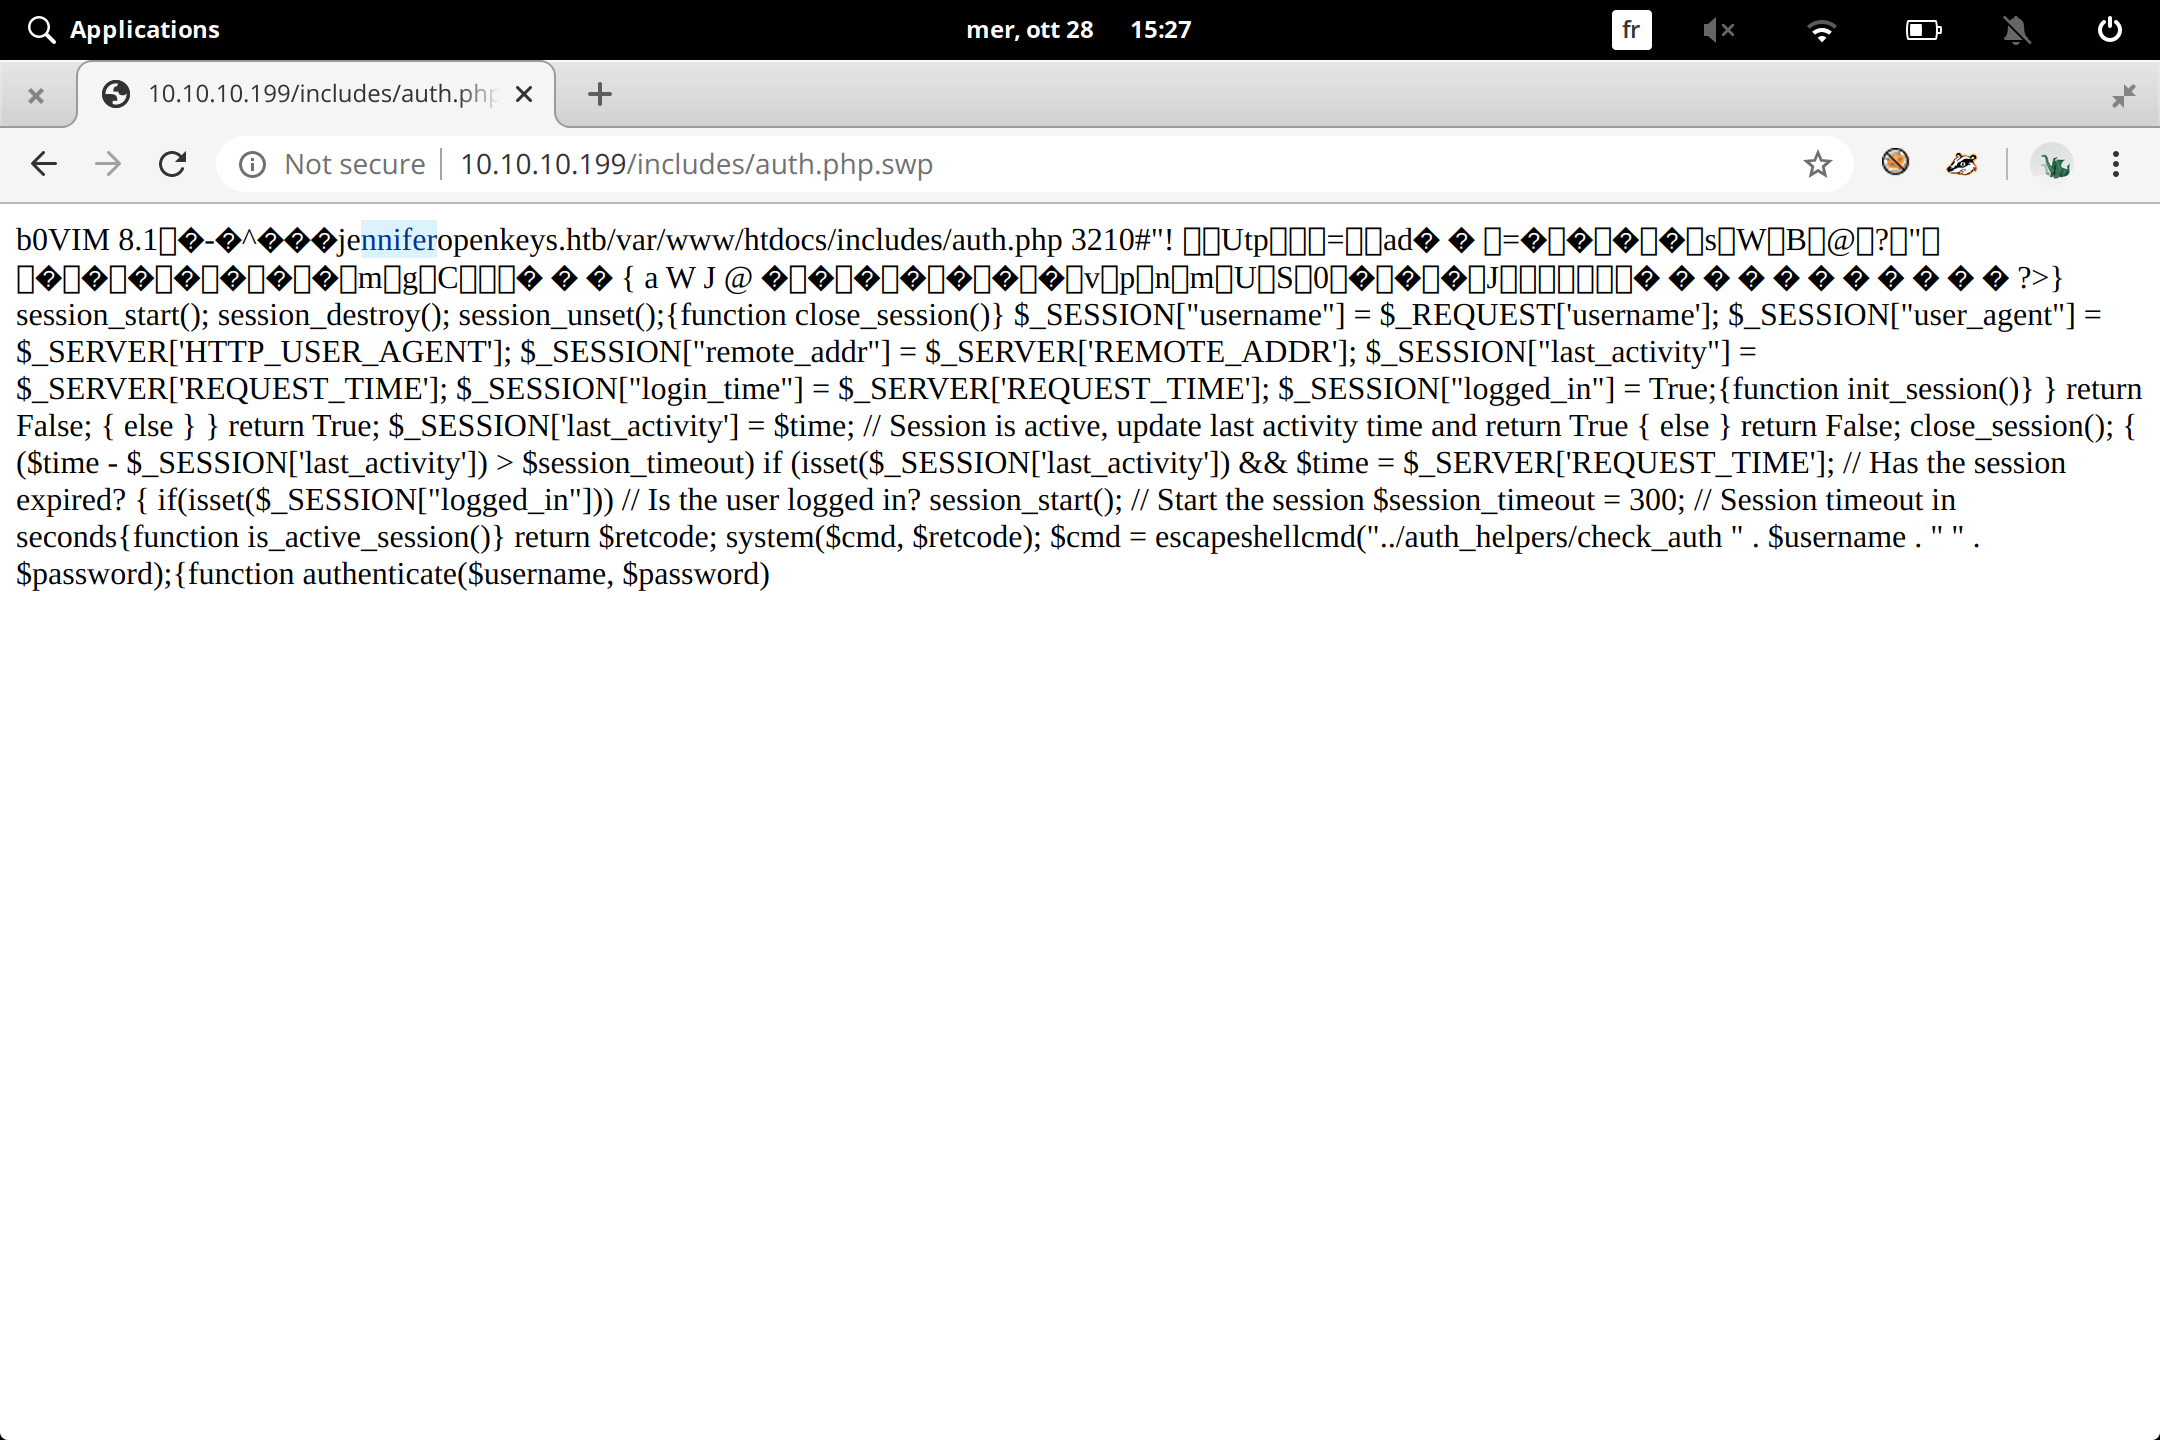 Applications
mer, ott 28 15:27
fr
10.10.10.199/includes/auth.php
Not secure
10.10.10.199/includes/auth.php.swp
b0VIM 8.1�-�^���jenniferopenkeys.htb/var/www/htdocs/includes/auth.php 3210#"! Utp=ad� � =�����sWB@?"
�������mgC� � � { a W J @ �������vpnmUS0���J� � � � � � � � � � � ?>}
session_start(); session_destroy(); session_unset();{function close_session()} $_SESSION["username"] = $_REQUEST['username']; $_SESSION["user_agent"] =
$_SERVER['HTTP_USER_AGENT']; $_SESSION["remote_addr"] = $_SERVER['REMOTE_ADDR']; $_SESSION["last_activity"] =
$_SERVER['REQUEST_TIME']; $_SESSION["login_time"] = $_SERVER['REQUEST_TIME']; $_SESSION["logged_in"] = True;{function init_session()} } return
False; { else } } return True; $_SESSION['last_activity'] = $time; // Session is active, update last activity time and return True { else } return False; close_session(); {
($time - $_SESSION['last_activity']) > $session_timeout) if (isset($_SESSION['last_activity']) && $time = $_SERVER['REQUEST_TIME']; // Has the session
expired? { if(isset($_SESSION["logged_in"])) // Is the user logged in? session_start(); // Start the session $session_timeout = 300; // Session timeout in
seconds{function is_active_session()} return $retcode; system($cmd, $retcode); $cmd = escapeshellcmd("../auth_helpers/check_auth " . $username . " " .
$password);{function authenticate($username, $password)